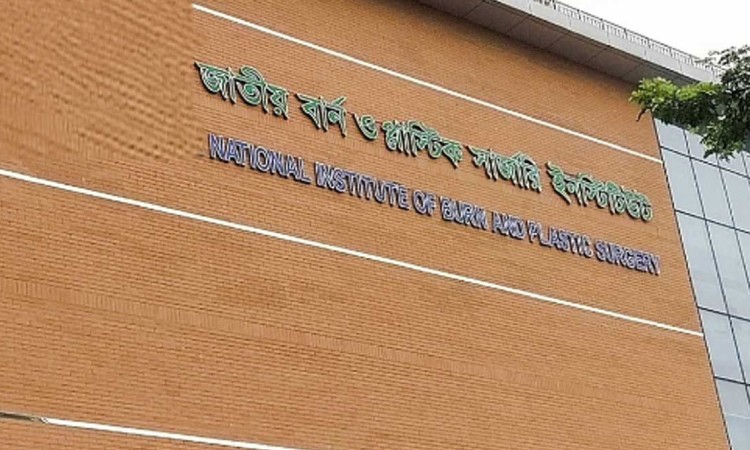 জাতীয় বার্ন ও প্লাস্টিক সার্জারি ইনস্টিটিউট
NATIONAL INSTITUTE OF BURN AND PLASTIC SURGERY